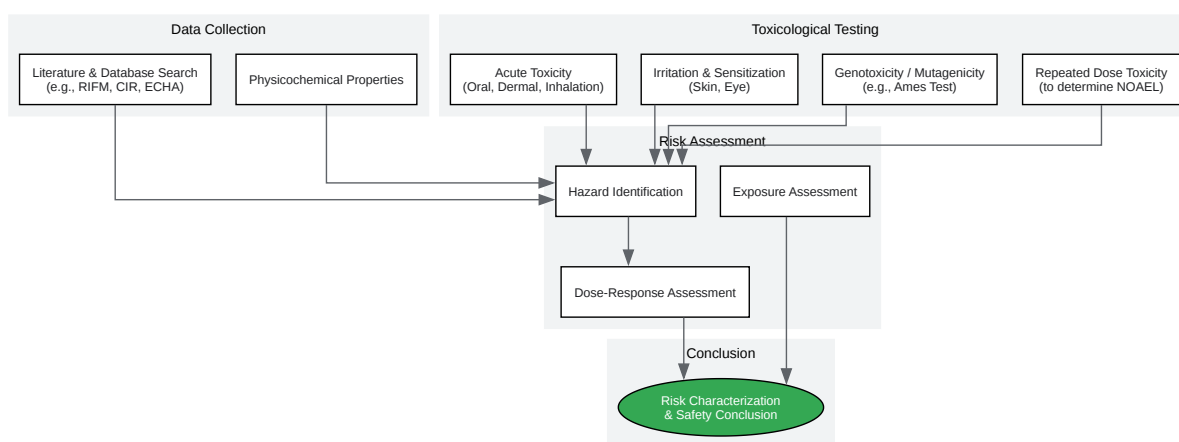 Data Collection
Toxicological Testing
Literature & Database Search
(e.g., RIFM, CIR, ECHA)
Physicochemical Properties
Acute Toxicity
(Oral, Dermal, Inhalation)
Irritation & Sensitization
(Skin, Eye)
Genotoxicity / Mutagenicity
(e.g., Ames Test)
Repeated Dose Toxicity
(to determine NOAEL)
Risk Assessment
Hazard Identification
Exposure Assessment
Dose-Response Assessment
Conclusion
Risk Characterization
& Safety Conclusion